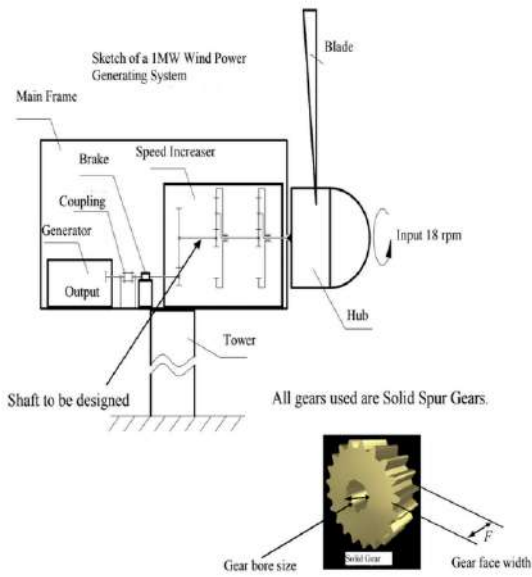 Sketch of a 1MW Wind Power
Generating System
Blade
Main Frame
Speed Increaser
Brake
Coupling
Generator
Output
Input 18 rpm
Hub
Tower
Shaft to be designed
All gears used are Solid Spur Gears.
Solid Gear
F
Gear bore size
Gear face width